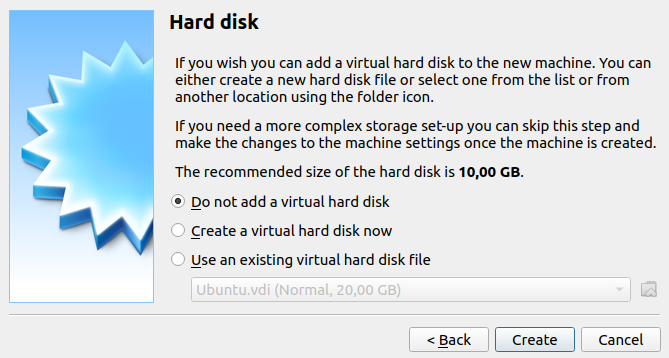 Hard disk
If you wish you can add a virtual hard disk to the new machine. You can
either create a new hard disk file or select one from the list or from
another location using the folder icon.
If you need a more complex storage set-up you can skip this step and
make the changes to the machine settings once the machine is created.
The recommended size of the hard disk is 10,00 GB.
Do not add a virtual hard disk
Create a virtual hard disk now
Use an existing virtual hard disk file
Ubuntu.vdi (Normal, 20,00 GB)
< Back Create Cancel